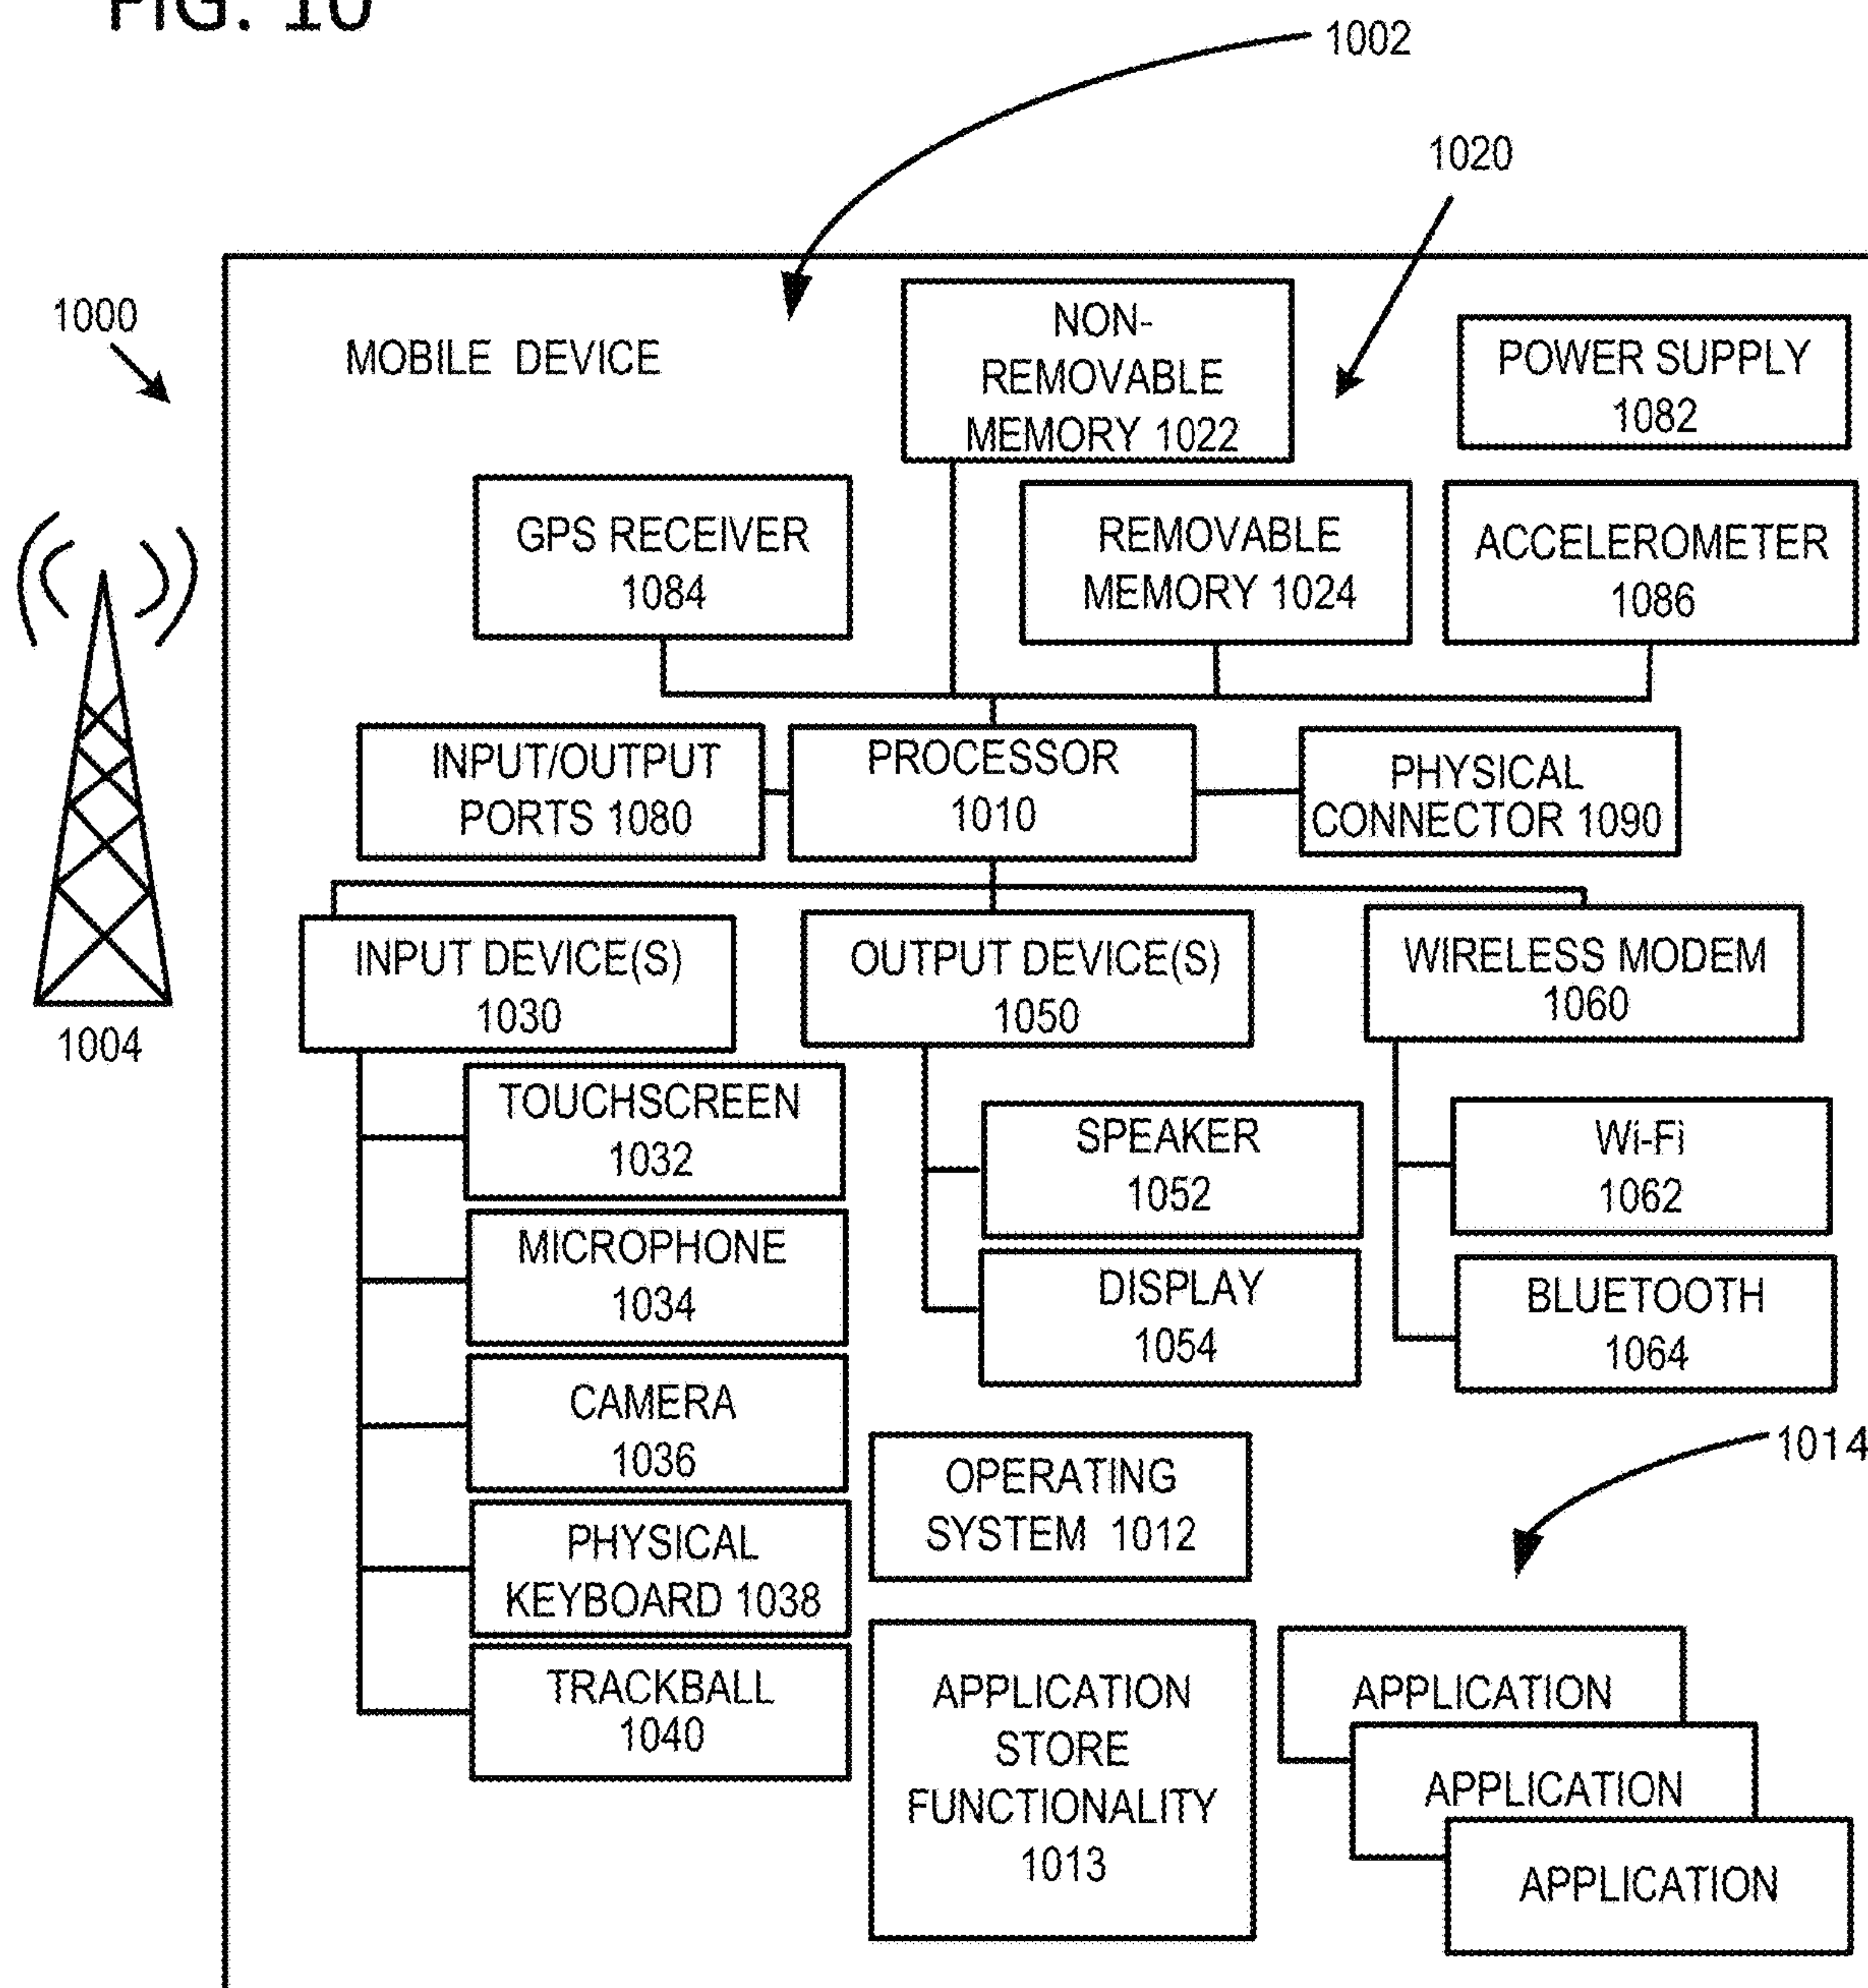 FIG. 10
1002
1020
1000
MOBILE DEVICE
NON-
REMOVABLE
MEMORY 1022
POWER SUPPLY
1082
GPS RECEIVER
1084
REMOVABLE
MEMORY 1024
ACCELEROMETER
1086
INPUT/OUTPUT
PORTS 1080
PROCESSOR
1010
PHYSICAL
CONNECTOR 1090
1004
INPUT DEVICE(S)
1030
OUTPUT DEVICE(S)
1050
WIRELESS MODEM
1060
TOUCHSCREEN
1032
MICROPHONE
1034
CAMERA
1036
PHYSICAL
KEYBOARD 1038
TRACKBALL
1040
SPEAKER
1052
DISPLAY
1054
Wi-Fi
1062
BLUETOOTH
1064
1014
OPERATING
SYSTEM 1012
APPLICATION
STORE
FUNCTIONALITY
1013
APPLICATION
APPLICATION
APPLICATION